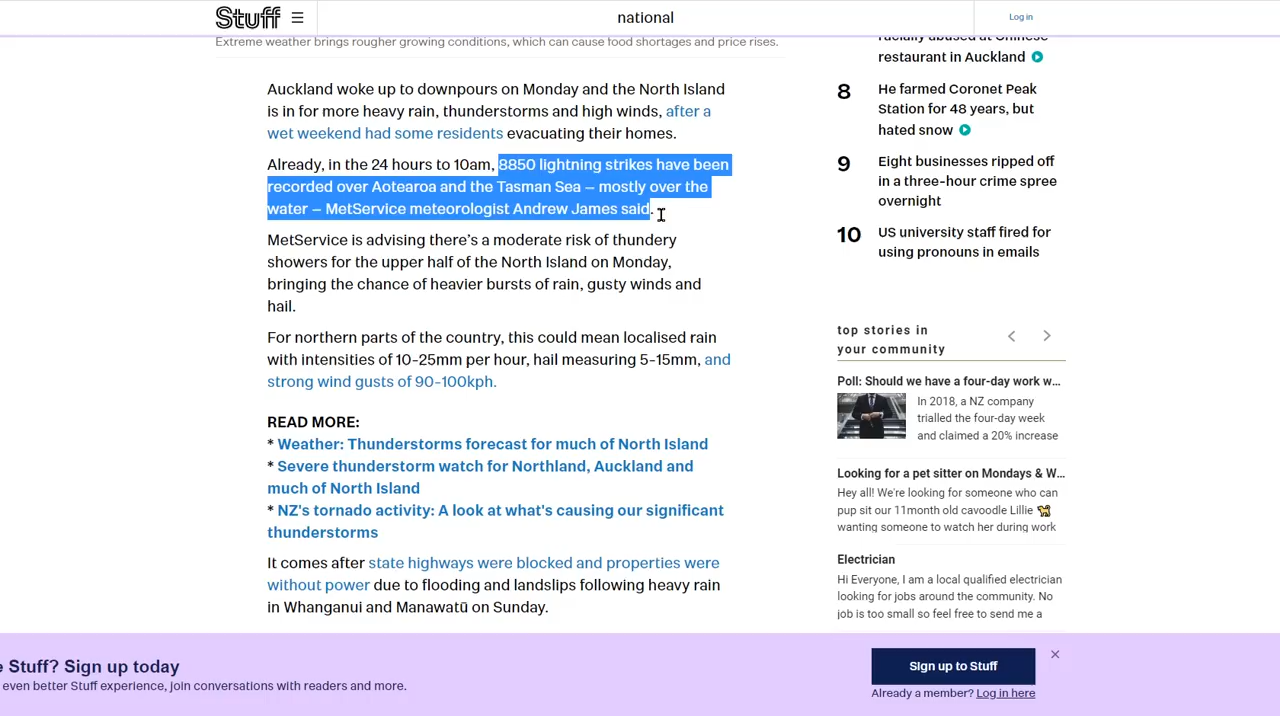 Stuff
national
Log in
Extreme weather brings rougher growing conditions, which can cause food shortages and price rises.
Auckland woke up to downpours on Monday and the North Island
is in for more heavy rain, thunderstorms and high winds, after a
wet weekend had some residents evacuating their homes.
Already, in the 24 hours to 10am, 8850 lightning strikes have been
recorded over Aotearoa and the Tasman Sea – mostly over the
water – MetService meteorologist Andrew James said.
MetService is advising there's a moderate risk of thundery
showers for the upper half of the North Island on Monday,
bringing the chance of heavier bursts of rain, gusty winds and
hail.
For northern parts of the country, this could mean localised rain
with intensities of 10-25mm per hour, hail measuring 5-15mm, and
strong wind gusts of 90-100kph.
READ MORE:
* Weather: Thunderstorms forecast for much of North Island
* Severe thunderstorm watch for Northland, Auckland and
much of North Island
* NZ's tornado activity: A look at what's causing our significant
thunderstorms
It comes after state highways were blocked and properties were
without power due to flooding and landslips following heavy rain
in Whanganui and Manawatū on Sunday.
racially abused at Chinese
restaurant in Auckland
8 He farmed Coronet Peak
Station for 48 years, but
hated snow
9 Eight businesses ripped off
in a three-hour crime spree
overnight
10 US university staff fired for
using pronouns in emails
top stories in
your community
Poll: Should we have a four-day work w...
In 2018, a NZ company
trialled the four-day week
and claimed a 20% increase
Looking for a pet sitter on Mondays & W...
Hey all! We're looking for someone who can
pup sit our 11month old cavoodle Lillie
wanting someone to watch her during work
Electrician
Hi Everyone, I am a local qualified electrician
looking for jobs around the community. No
job is too small so feel free to send me a
e Stuff? Sign up today
even better Stuff experience, join conversations with readers and more.
Sign up to Stuff
Already a member? Log in here